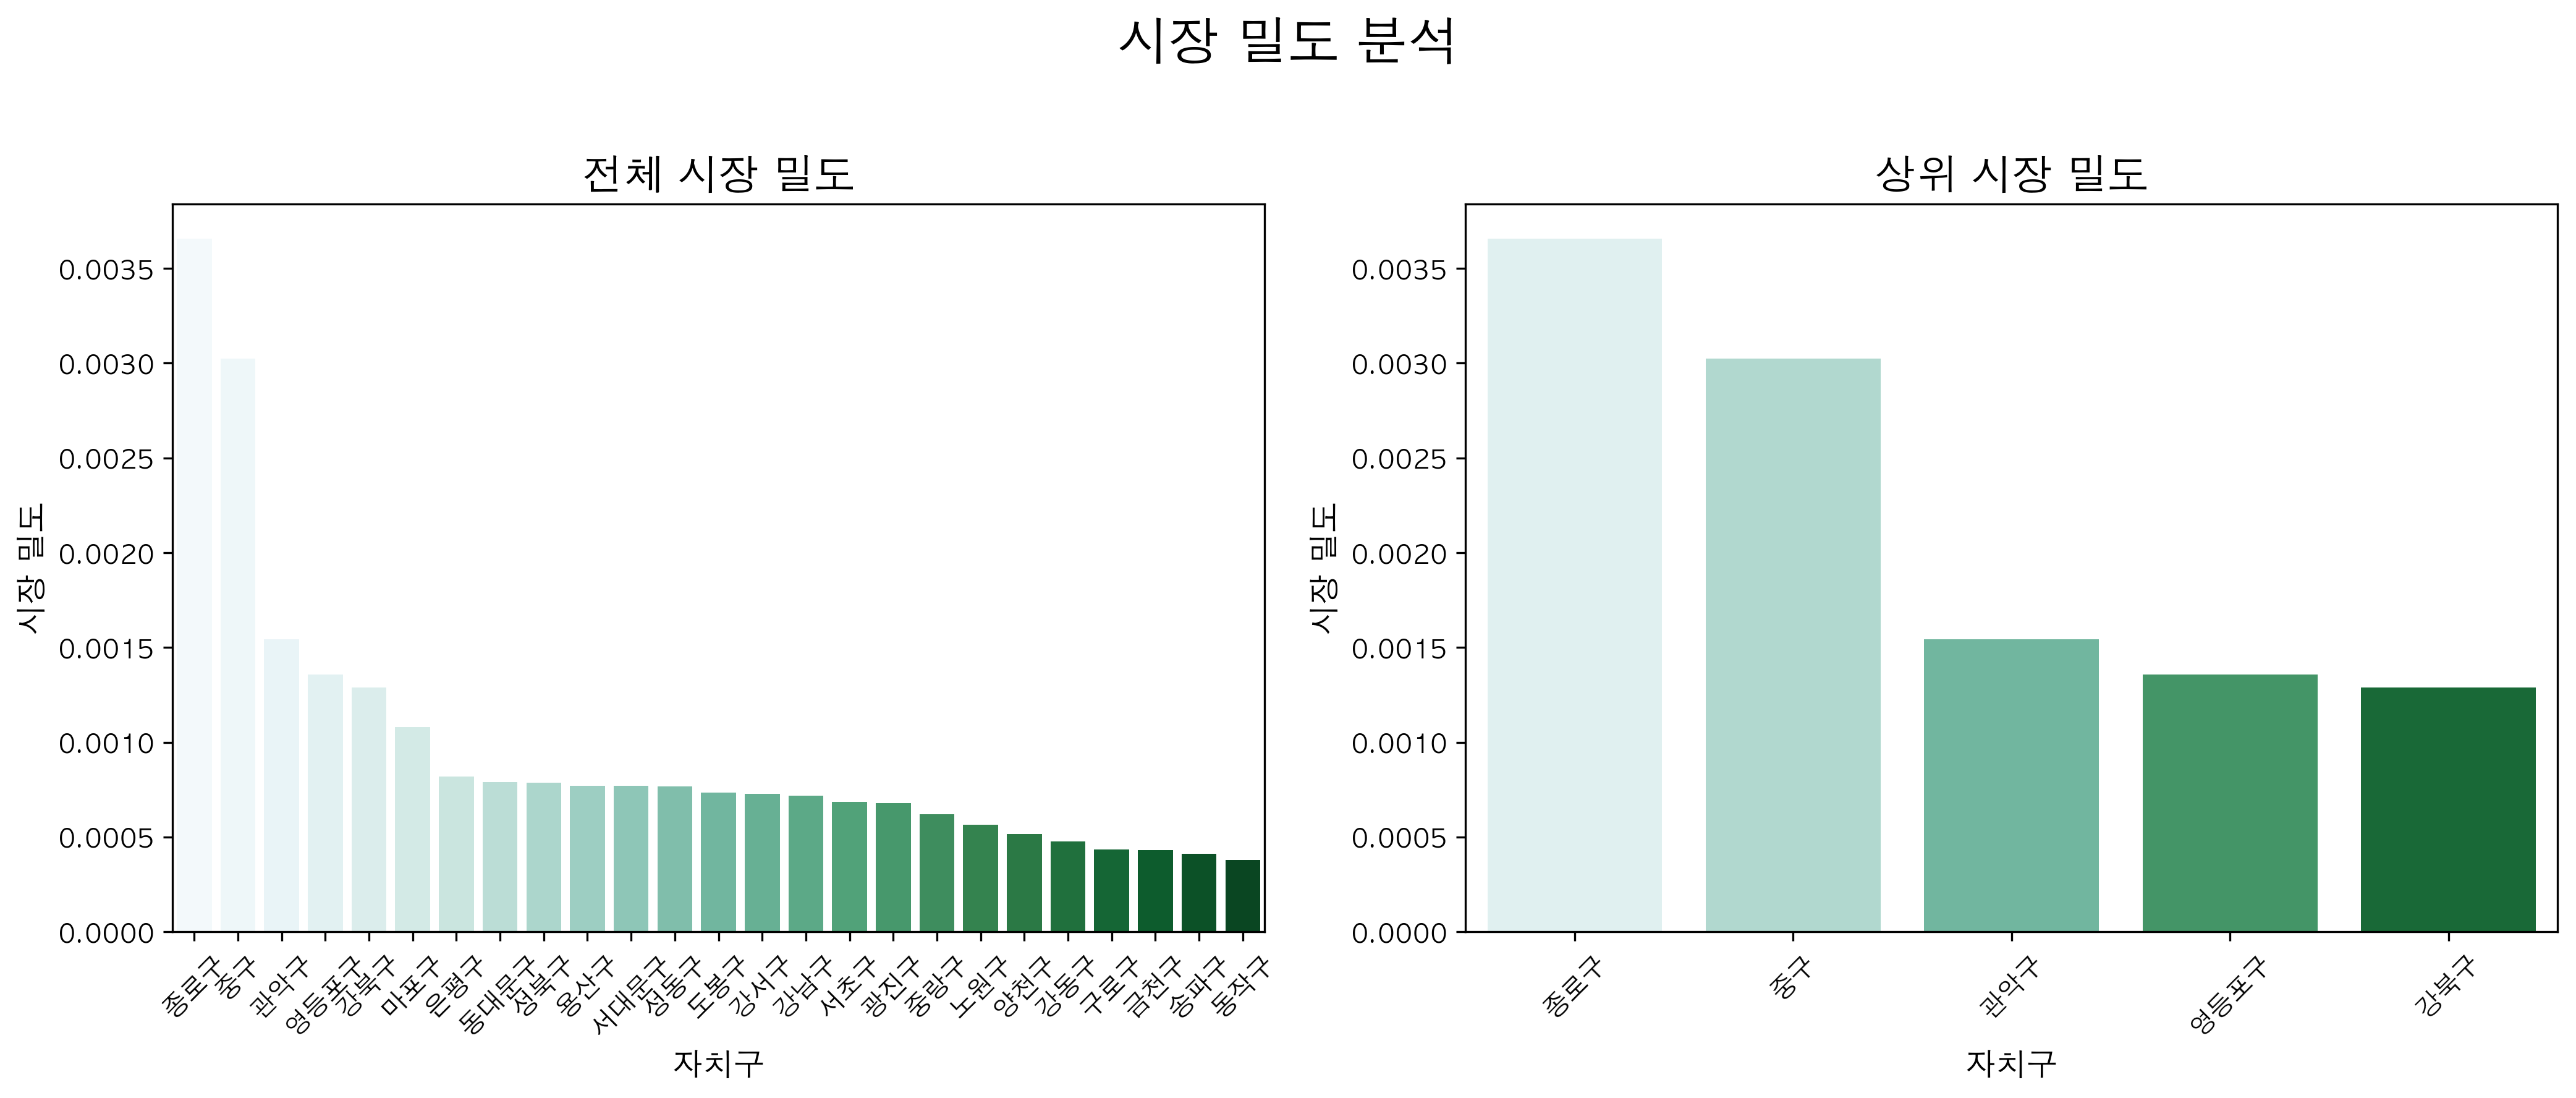 시장 밀도 분석
전체 시장 밀도
시장 밀도
0.0035
0.0030
0.0025
0.0020
0.0015
0.0010
0.0005
0.0000
종로구
중구
관악구
영등포구
강북구
마포구
은평구
동대문구
성북구
용산구
서대문구
성동구
도봉구
강서구
강남구
서초구
광진구
중랑구
노원구
양천구
강동구
구로구
금천구
송파구
동작구
자치구
상위 시장 밀도
시장 밀도
0.0035
0.0030
0.0025
0.0020
0.0015
0.0010
0.0005
0.0000
종로구
중구
관악구
영등포구
강북구
자치구